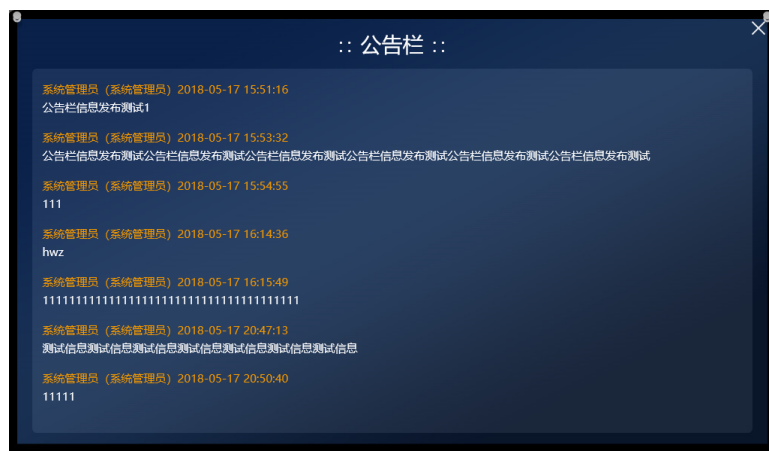 :: 公告栏 ::
系统管理员 (系统管理员) 2018-05-17 15:51:16
公告栏信息发布测试1
系统管理员 (系统管理员) 2018-05-17 15:53:32
公告栏信息发布测试公告栏信息发布测试公告栏信息发布测试公告栏信息发布测试公告栏信息发布测试公告栏信息发布测试
系统管理员 (系统管理员) 2018-05-17 15:54:55
111
系统管理员 (系统管理员) 2018-05-17 16:14:36
hwz
系统管理员 (系统管理员) 2018-05-17 16:15:49
11111111111111111111111111111111111111
系统管理员 (系统管理员) 2018-05-17 20:47:13
测试信息测试信息测试信息测试信息测试信息测试信息测试信息
系统管理员 (系统管理员) 2018-05-17 20:50:40
11111